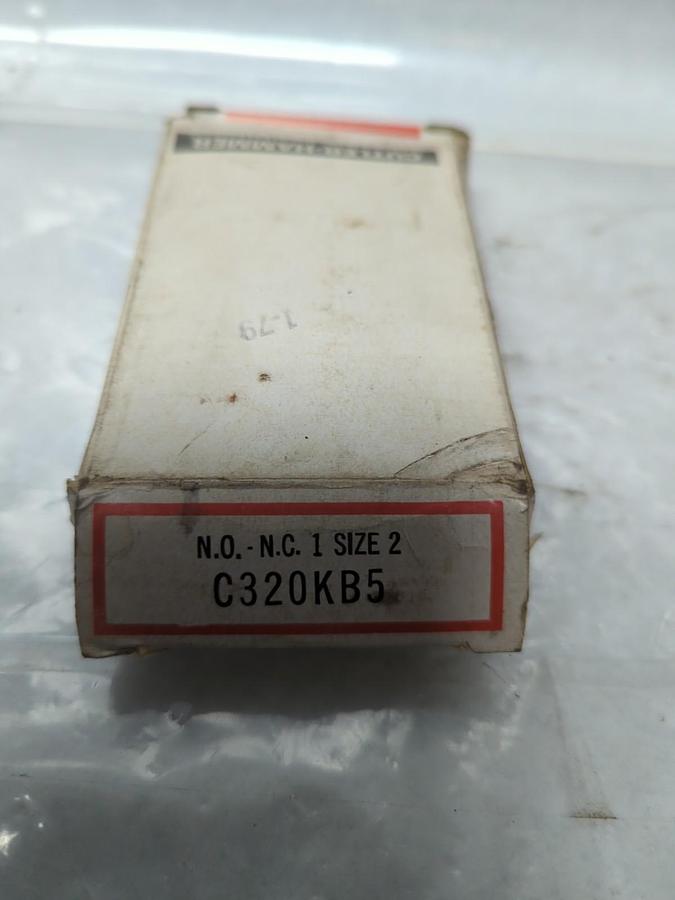 CUTLER-HAMMER
1-79
N.O. - N.C. 1 SIZE 2
C320KB5